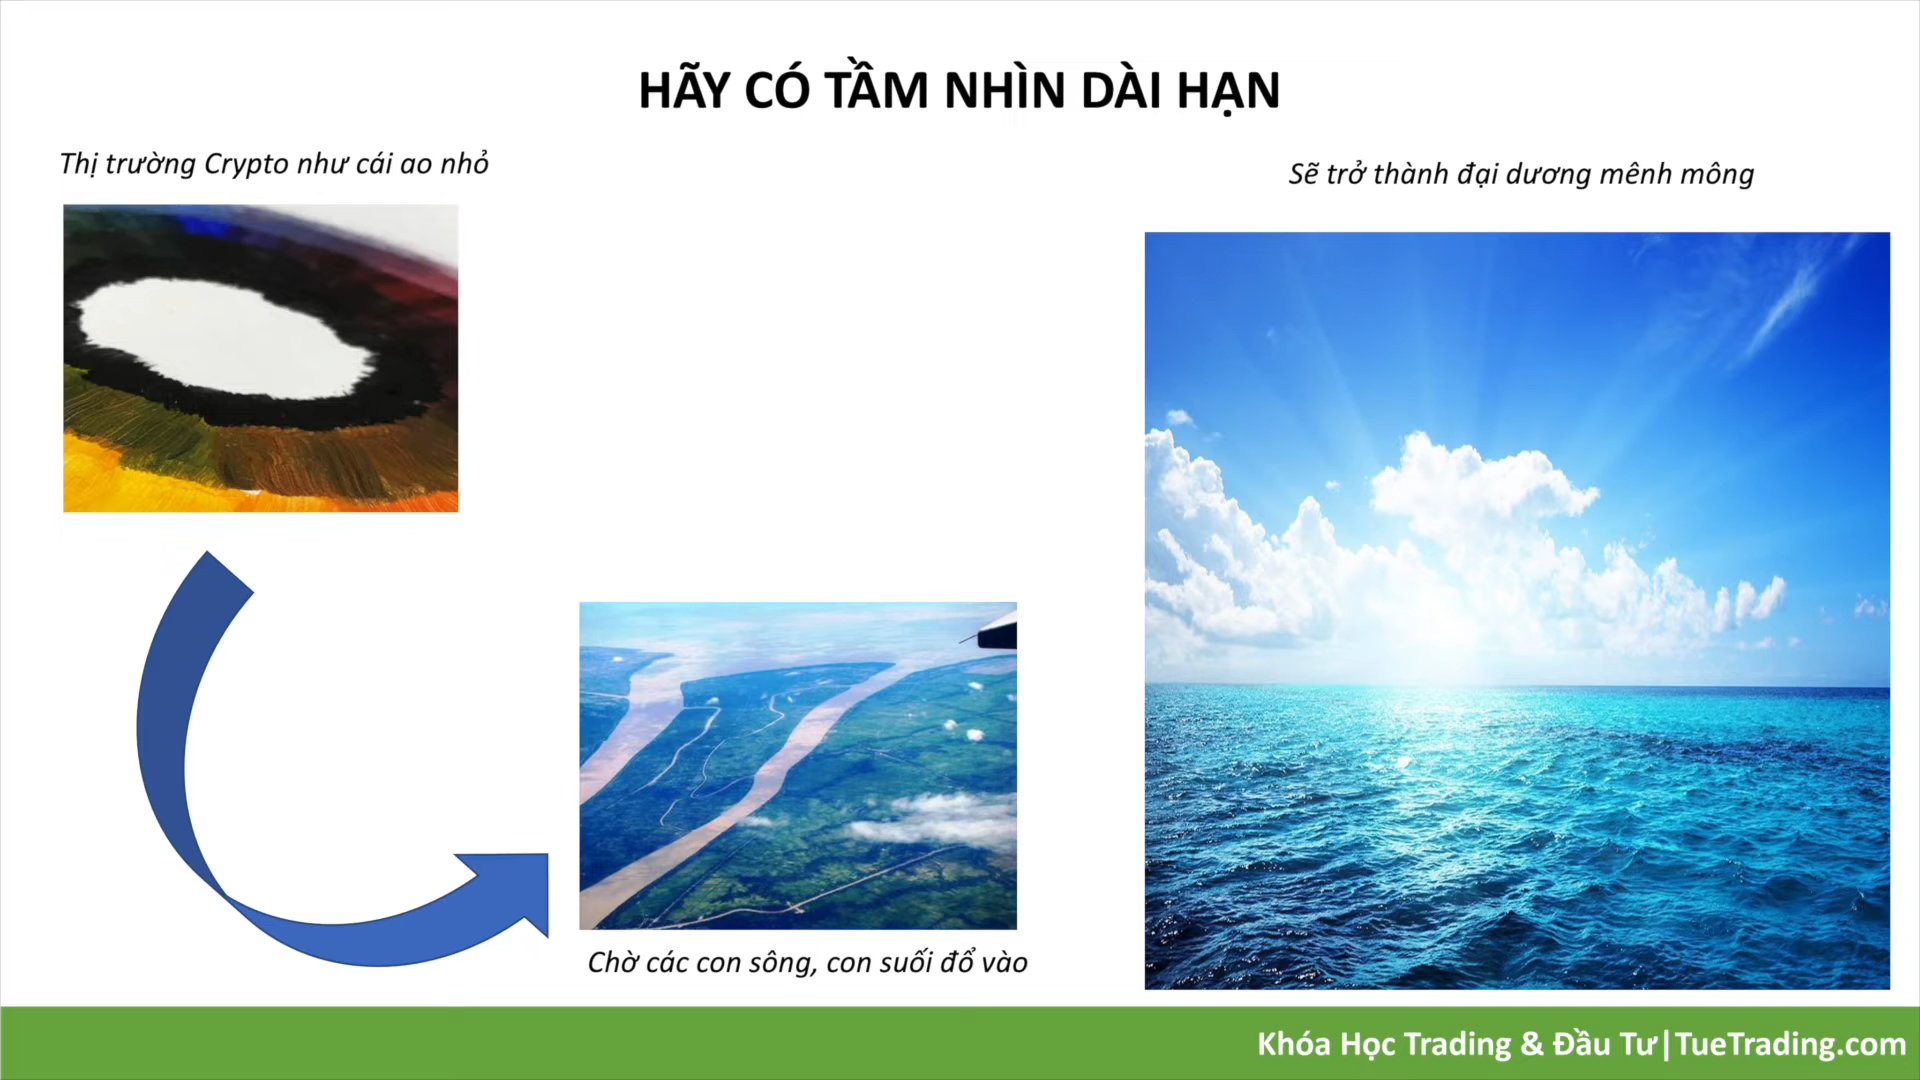 HÃY CÓ TẦM NHÌN DÀI HẠN
Thị trường Crypto như cái ao nhỏ
Sẽ trở thành đại dương mênh mông
Chờ các con sông, con suối đổ vào
Khóa Học Trading & Đầu Tư|TueTrading.com